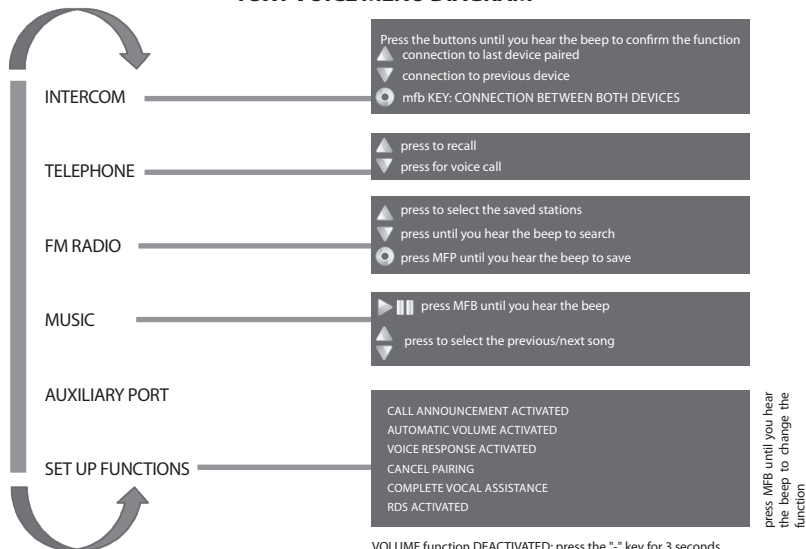 INTERCOM
Press the buttons until you hear the beep to confirm the function
connection to last device paired
connection to previous device
mfb KEY: CONNECTION BETWEEN BOTH DEVICES
TELEPHONE
press to recall
press for voice call
FM RADIO
press to select the saved stations
press until you hear the beep to search
press MFP until you hear the beep to save
MUSIC
press MFB until you hear the beep
press to select the previous/next song
AUXILIARY PORT
SET UP FUNCTIONS
CALL ANNOUNCEMENT ACTIVATED
AUTOMATIC VOLUME ACTIVATED
VOICE RESPONSE ACTIVATED
CANCEL PAIRING
COMPLETE VOCAL ASSISTANCE
RDS ACTIVATED
press MFB until you hear
the beep to change the
function
VOLUME function DEACTIVATED: press the "-" key for 3 seconds